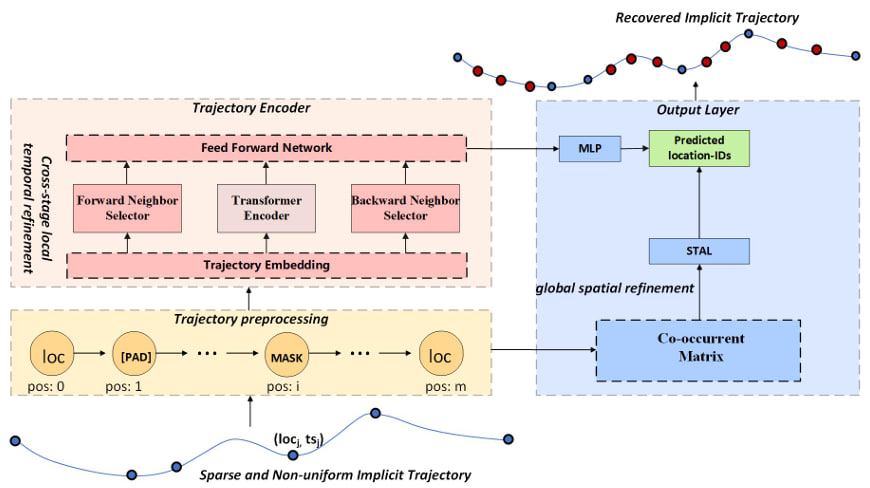 Recovered Implicit Trajectory
Trajectory Encoder
Cross-stage local
temporal refinement
Feed Forward Network
Forward Neighbor
Selector
Transformer
Encoder
Backward Neighbor
Selector
Trajectory Embedding
Output Layer
MLP
Predicted
location-IDs
STAL
global spatial refinement
Co-occurrent
Matrix
Trajectory preprocessing
loc
[PAD]
•••
MASK
•••
loc
pos: 0
pos: 1
pos: i
pos: m
(locj, tsj)
Sparse and Non-uniform Implicit Trajectory